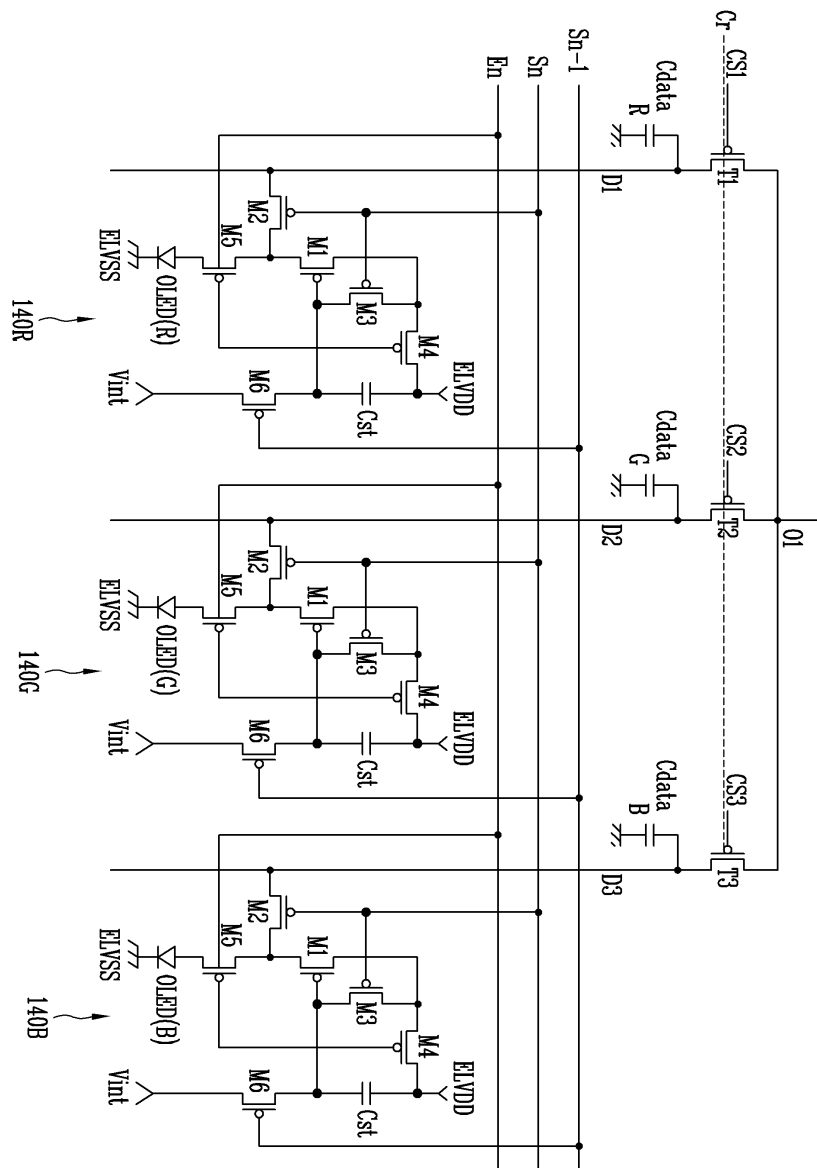 Cr
CS1
T1
Cdata
R
D1
CS2
T2
Cdata
G
D2
O1
CS3
T3
Cdata
B
D3
Sn-1
Sn
En
M2
M1
M3
M4
M5
M6
Cst
ELVDD
ELVSS
OLED(R)
Vint
140R
M2
M1
M3
M4
M5
M6
Cst
ELVDD
ELVSS
OLED(G)
Vint
140G
M2
M1
M3
M4
M5
M6
Cst
ELVDD
ELVSS
OLED(B)
Vint
140B